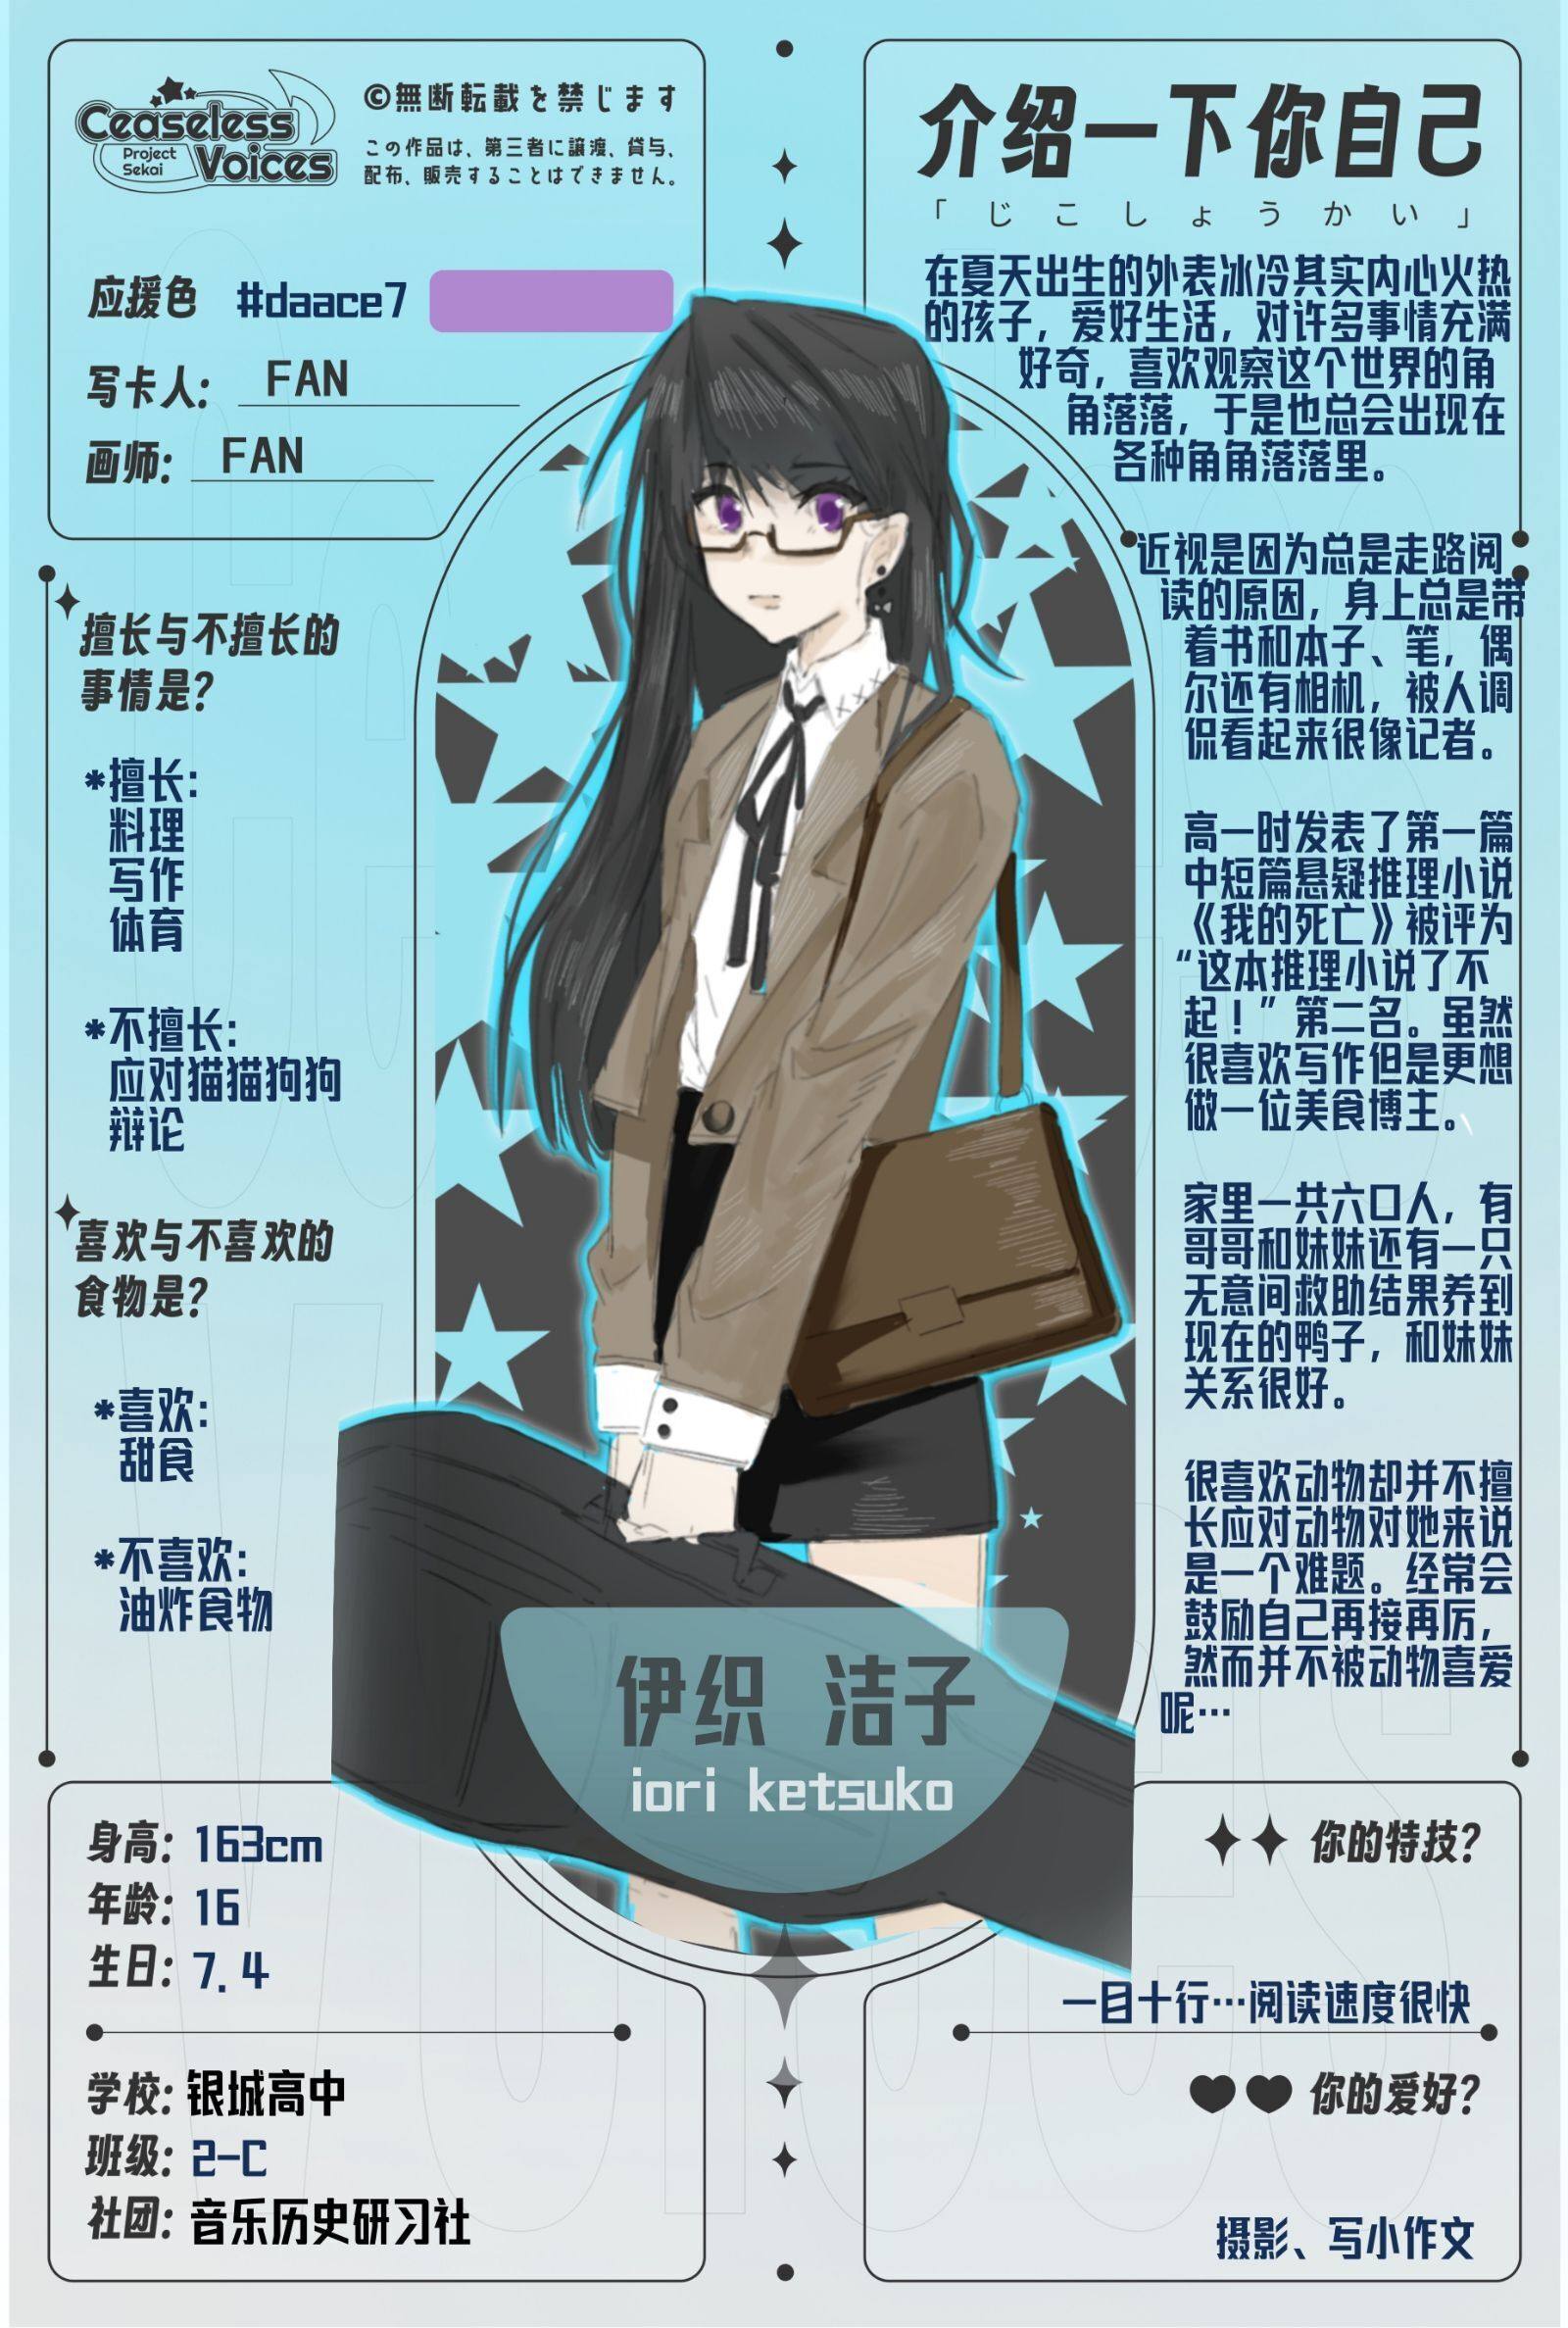 Ceaseless
Project
Sekai
Voices
©無断転載を禁じます
この作品は、第三者に譲渡、貸与、
配布、販売することはできません。
应援色 #daace7
写卡人: FAN
画师: FAN
擅长与不擅长的
事情是?
*擅长:
料理
写作
体育
*不擅长:
应对猫猫狗狗
辩论
喜欢与不喜欢的
食物是?
*喜欢:
甜食
*不喜欢:
油炸食物
介绍一下你自己
「じこしょうかい」
在夏天出生的外表冰冷其实内心火热
的孩子，爱好生活，对许多事情充满
好奇，喜欢观察这个世界的角
角落落，于是也总会出现在
各种角角落落里。
近视是因为总是走路阅
读的原因，身上总是带
着书和本子、笔，偶
尔还有相机，被人调
侃看起来很像记者。
高一时发表了第一篇
中短篇悬疑推理小说
《我的死亡》被评为
“这本推理小说了不
起！”第二名。虽然
很喜欢写作但是更想
做一位美食博主。
家里一共六口人，有
哥哥和妹妹还有一只
无意间救助结果养到
现在的鸭子，和妹妹
关系很好。
很喜欢动物却并不擅
长应对动物对她来说
是一个难题。经常会
鼓励自己再接再厉，
然而并不被动物喜爱
呢…
伊织 洁子
iori ketsuko
身高: 163cm
年龄: 16
生日: 7.4
学校: 银城高中
班级: 2-C
社团: 音乐历史研习社
你的特技?
一目十行…阅读速度很快
你的爱好?
摄影、写小作文